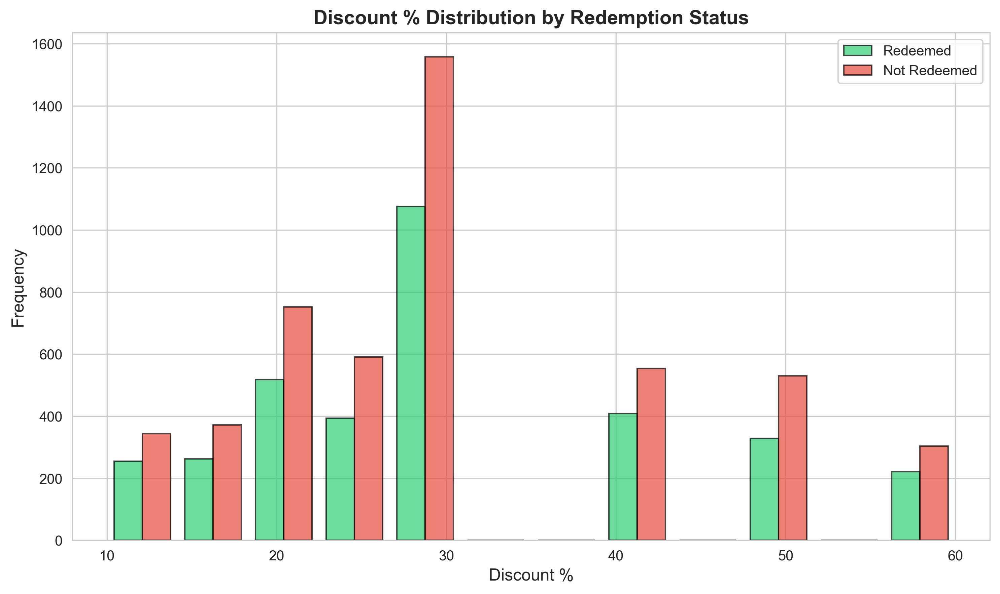 Discount % Distribution by Redemption Status
Redeemed
Not Redeemed
Frequency
1600
1400
1200
1000
800
600
400
200
0
10 20 30 40 50 60
Discount %